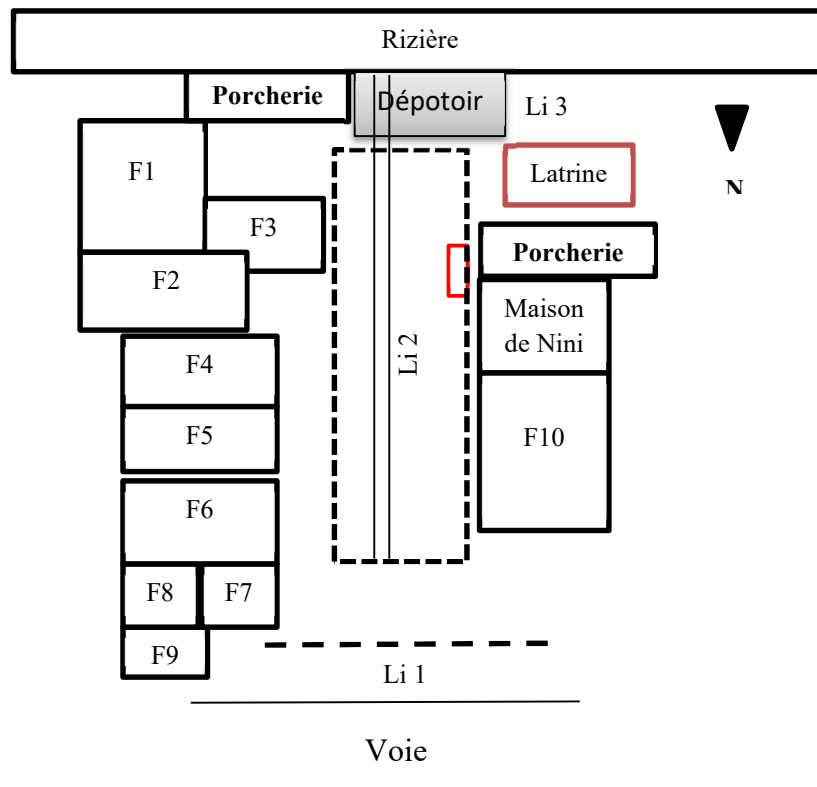 Rizière
Porcherie
Dépotoir
Li 3
F1
Latrine
N
F3
Porcherie
F2
Maison
de Nini
Li 2
F4
F5
F10
F6
F8
F7
F9
Li 1
Voie